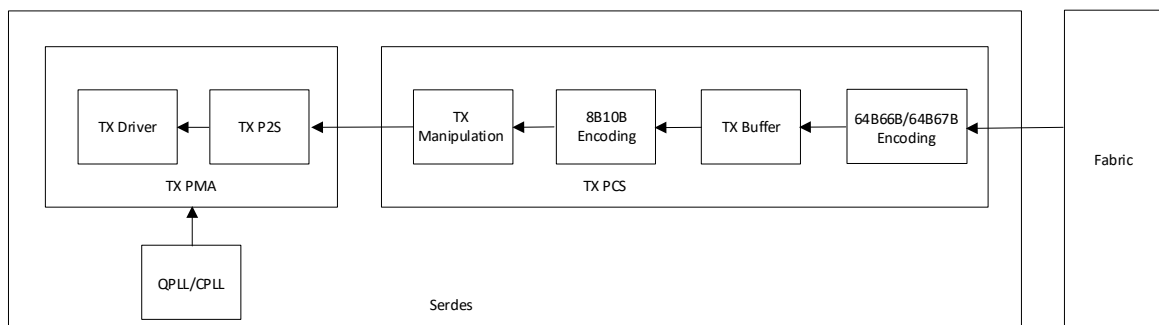 TX Driver
TX P2S
TX
Manipulation
8B10B
Encoding
TX Buffer
64B66B/64B67B
Encoding
TX PMA
TX PCS
Fabric
QPLL/CPLL
Serdes